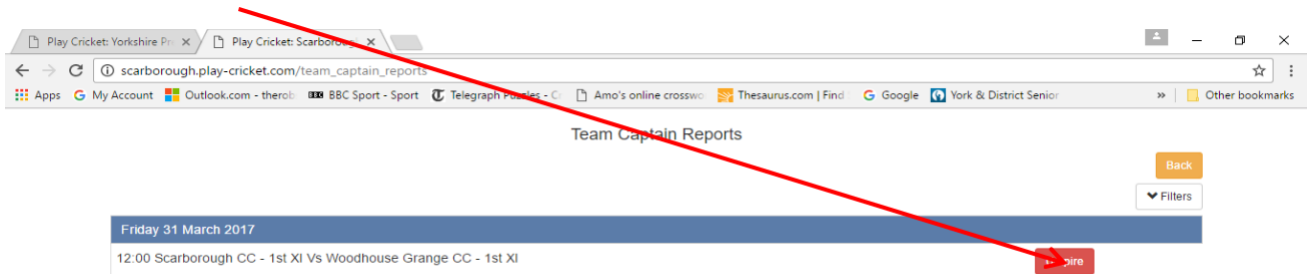 Play Cricket: Yorkshire Pr
Play Cricket: Scarboroug
scarborough.play-cricket.com/team_captain_reports
Apps G My Account Outlook.com - therob BBC Sport - Sport Telegraph Puzzles - C Amo's online crosswo Thesaurus.com | Find G Google York & District Senior » Other bookmarks
Team Captain Reports
Back
Filters
Friday 31 March 2017
12:00 Scarborough CC - 1st XI Vs Woodhouse Grange CC - 1st XI